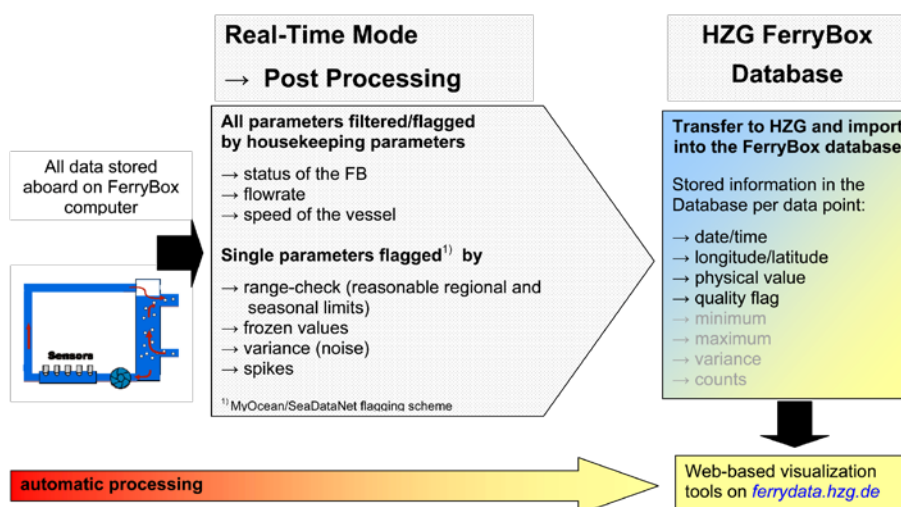 All data stored
aboard on FerryBox
computer
Sensors
Real-Time Mode
→ Post Processing
All parameters filtered/flagged
by housekeeping parameters
→ status of the FB
→ flowrate
→ speed of the vessel
Single parameters flagged1) by
→ range-check (reasonable regional and
seasonal limits)
→ frozen values
→ variance (noise)
→ spikes
1) MyOcean/SeaDataNet flagging scheme
HZG FerryBox
Database
Transfer to HZG and import
into the FerryBox database
Stored information in the
Database per data point:
→ date/time
→ longitude/latitude
→ physical value
→ quality flag
→ minimum
→ maximum
→ variance
→ counts
automatic processing
Web-based visualization
tools on ferrydata.hzg.de